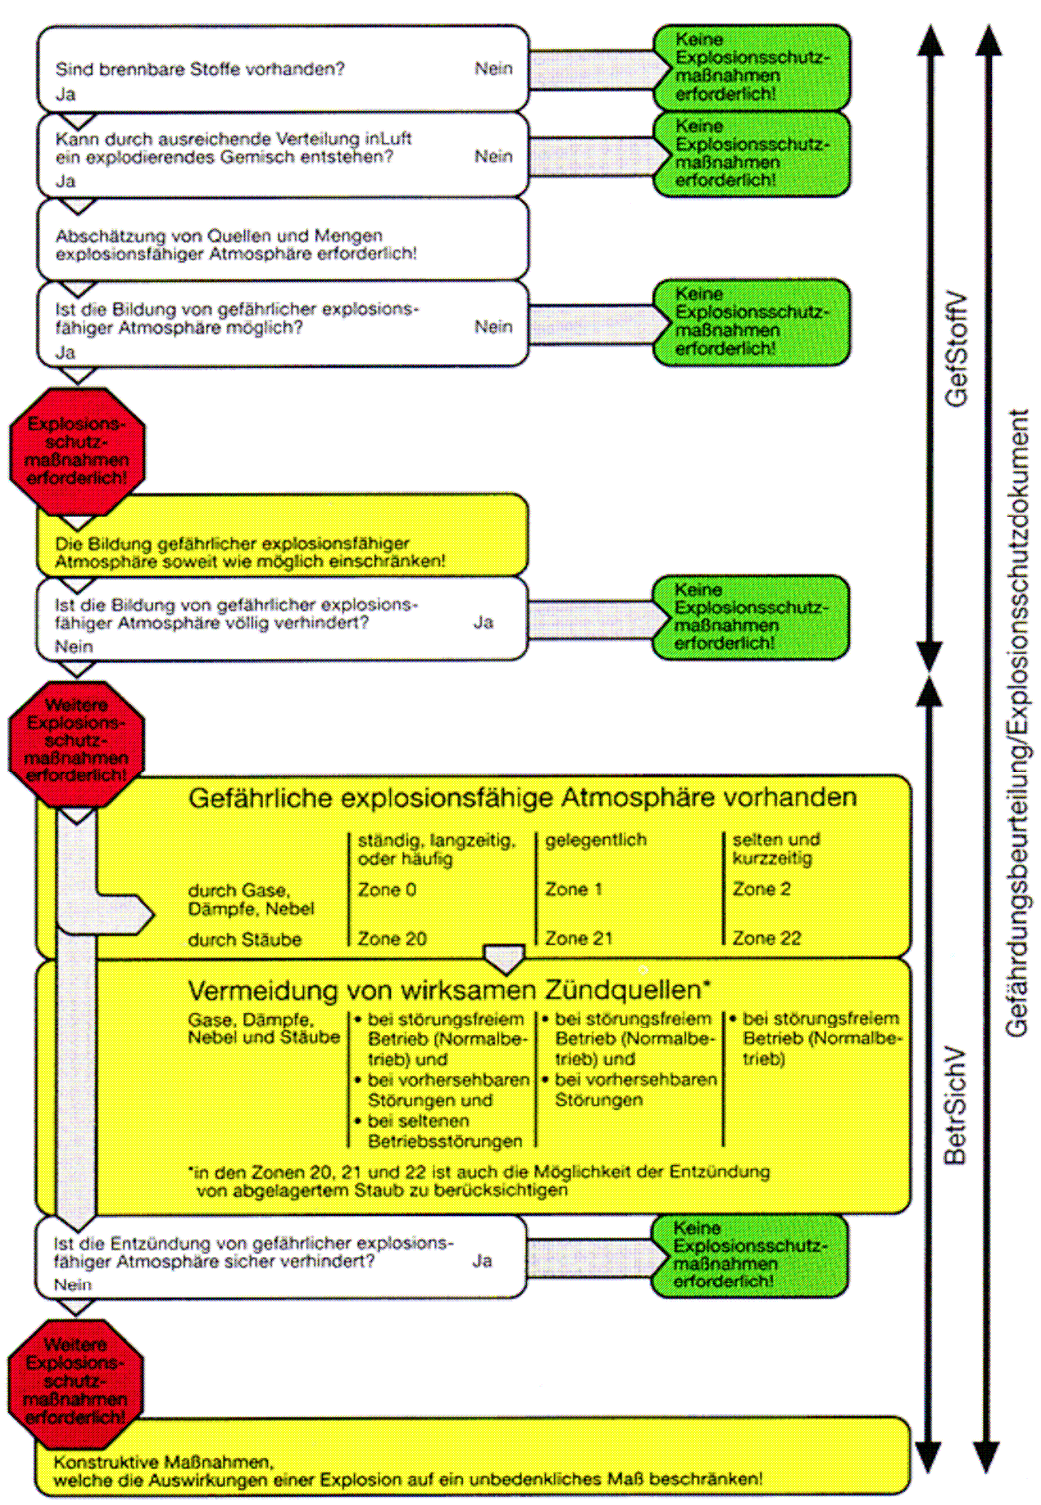 Sind brennbare Stoffe vorhanden? Nein
Ja
Keine
Explosionsschutz-
maßnahmen
erforderlich!
Kann durch ausreichende Verteilung inLuft
ein explodierendes Gemisch entstehen? Nein
Ja
Keine
Explosionsschutz-
maßnahmen
erforderlich!
Abschätzung von Quellen und Mengen
explosionsfähiger Atmosphäre erforderlich!
Ist die Bildung von gefährlicher explosions-
fähiger Atmosphäre möglich? Nein
Ja
Keine
Explosionsschutz-
maßnahmen
erforderlich!
Explosions-
schutz-
maßnahmen
erforderlich!
Die Bildung gefährlicher explosionsfähiger
Atmosphäre soweit wie möglich einschränken!
Ist die Bildung von gefährlicher explosions-
fähiger Atmosphäre völlig verhindert? Ja
Nein
Keine
Explosionsschutz-
maßnahmen
erforderlich!
Weitere
Explosions-
schutz-
maßnahmen
erforderlich!
Gefährliche explosionsfähige Atmosphäre vorhanden
ständig, langzeitig,
oder häufig
gelegentlich
selten und
kurzzeitig
durch Gase,
Dämpfe, Nebel
Zone 0
Zone 1
Zone 2
durch Stäube
Zone 20
Zone 21
Zone 22
Vermeidung von wirksamen Zündquellen*
Gase, Dämpfe,
Nebel und Stäube
• bei störungsfreiem
Betrieb (Normalbe-
trieb) und
• bei vorhersehbaren
Störungen und
• bei seltenen
Betriebsstörungen
• bei störungsfreiem
Betrieb (Normalbe-
trieb) und
• bei vorhersehbaren
Störungen
• bei störungsfreiem
Betrieb (Normalbe-
trieb)
*in den Zonen 20, 21 und 22 ist auch die Möglichkeit der Entzündung
von abgelagertem Staub zu berücksichtigen
Ist die Entzündung von gefährlicher explosions-
fähiger Atmosphäre sicher verhindert? Ja
Nein
Keine
Explosionsschutz-
maßnahmen
erforderlich!
Weitere
Explosions-
schutz-
maßnahmen
erforderlich!
Konstruktive Maßnahmen,
welche die Auswirkungen einer Explosion auf ein unbedenkliches Maß beschränken!
GefStoffV
BetrSichV
Gefährdungsbeurteilung/Explosionsschutzdokument